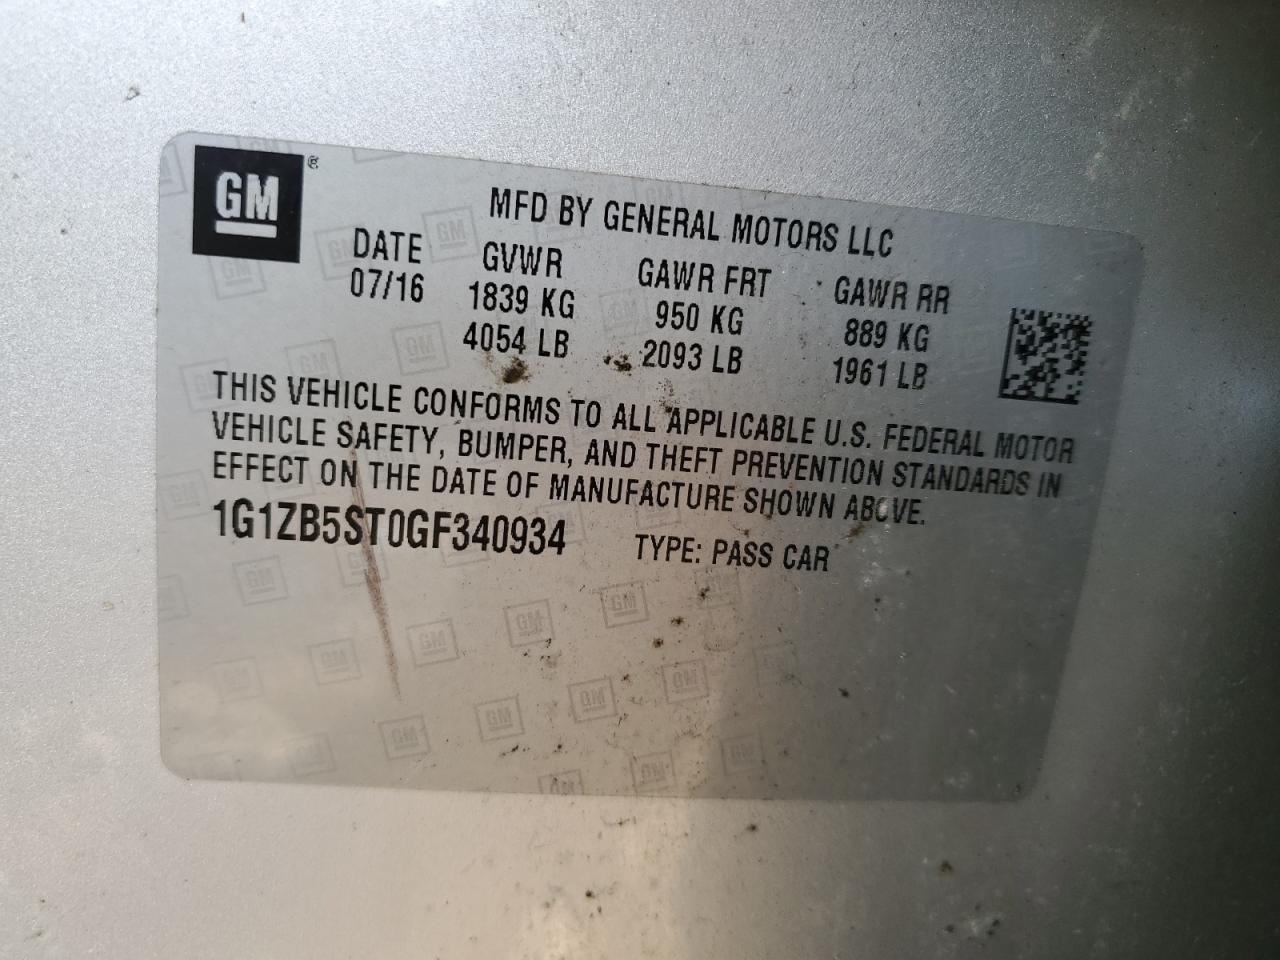 GM ®
MFD BY GENERAL MOTORS LLC
DATE GVWR GAWR FRT GAWR RR
07/16 1839 KG 950 KG 889 KG
4054 LB 2093 LB 1961 LB
THIS VEHICLE CONFORMS TO ALL APPLICABLE U.S. FEDERAL MOTOR
VEHICLE SAFETY, BUMPER, AND THEFT PREVENTION STANDARDS IN
EFFECT ON THE DATE OF MANUFACTURE SHOWN ABOVE.
1G1ZB5ST0GF340934 TYPE: PASS CAR